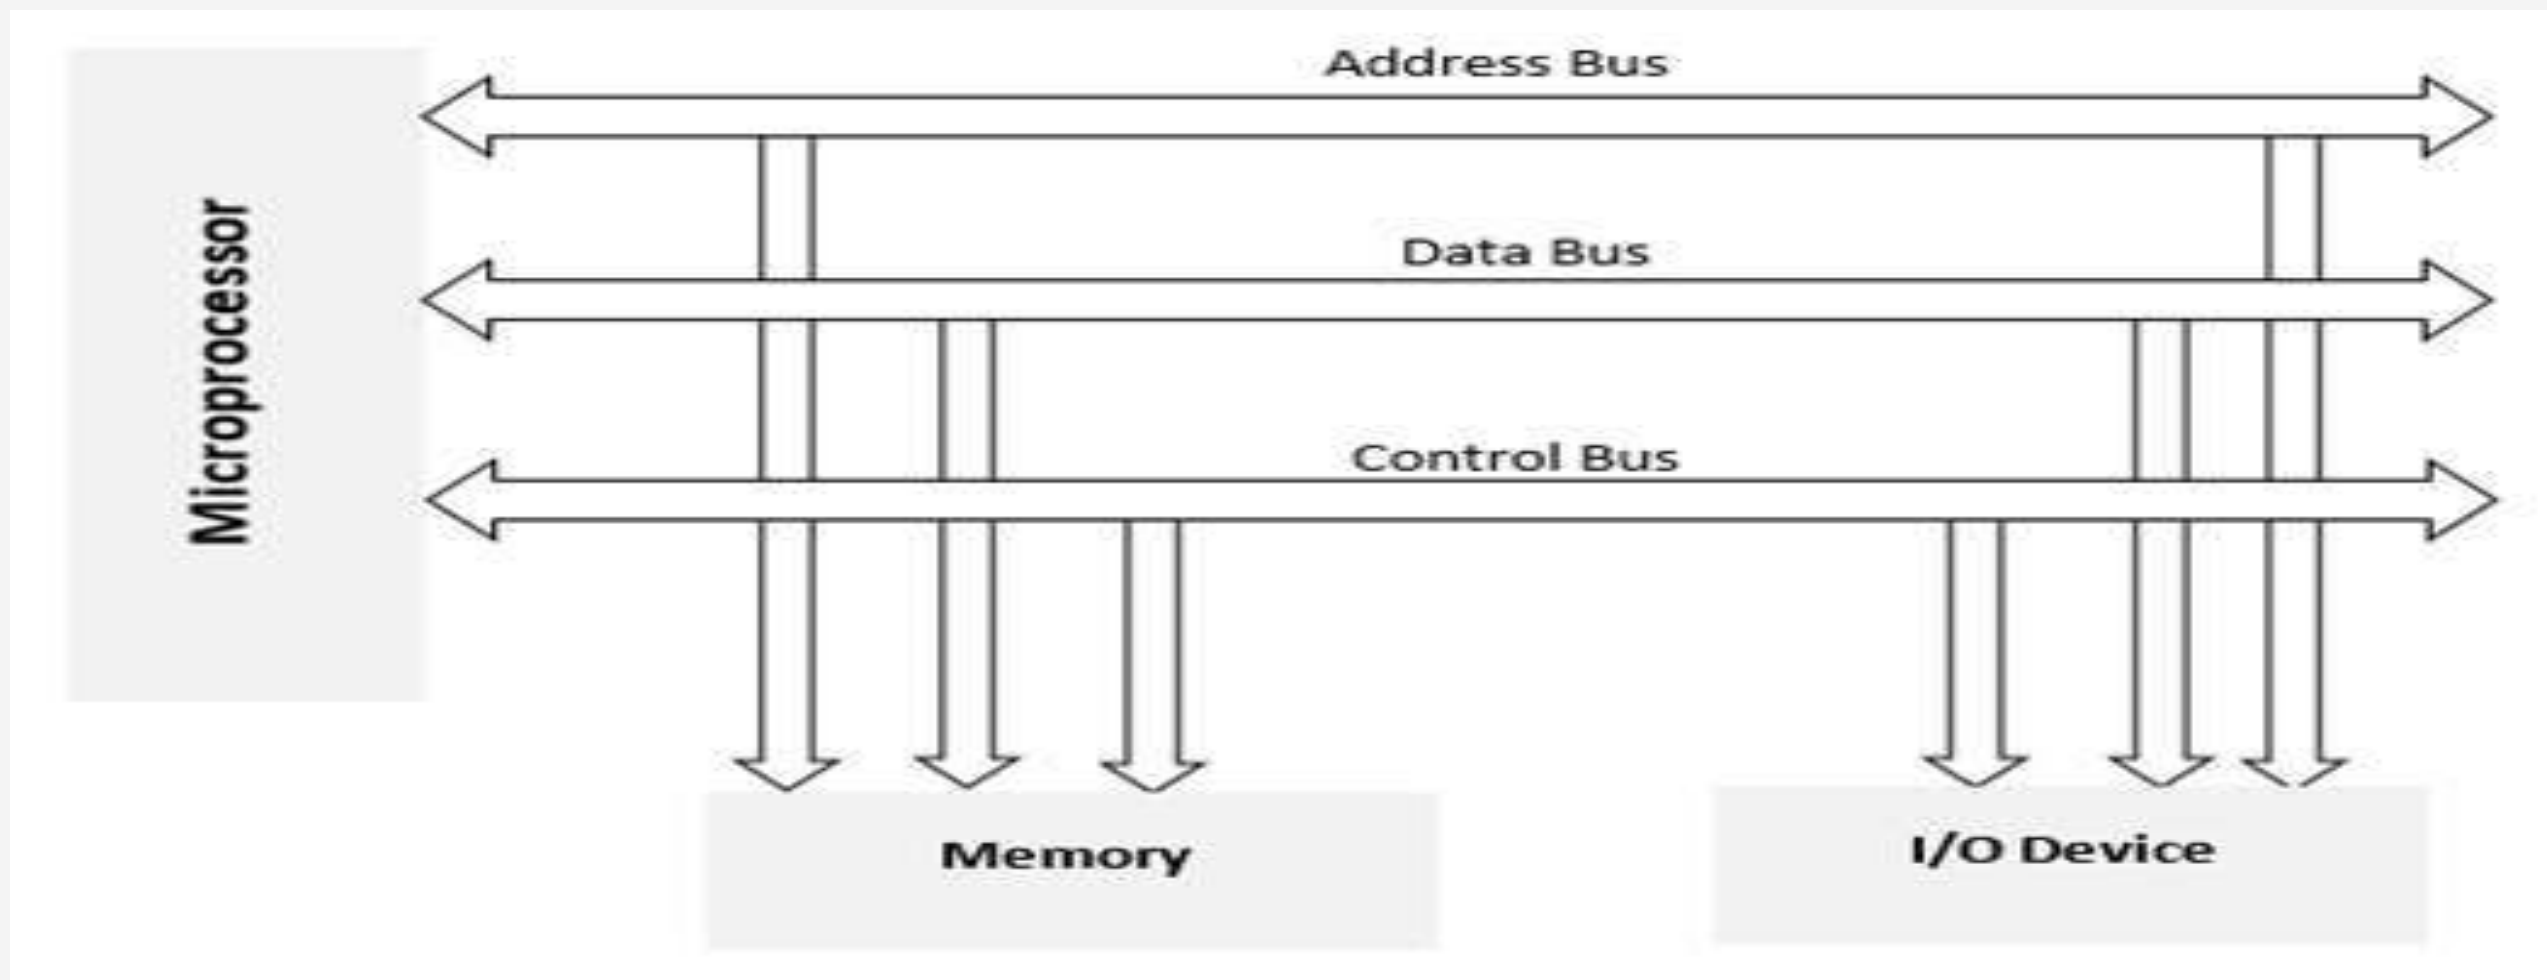 Address Bus
Microprocessor
Data Bus
Control Bus
Memory
I/O Device